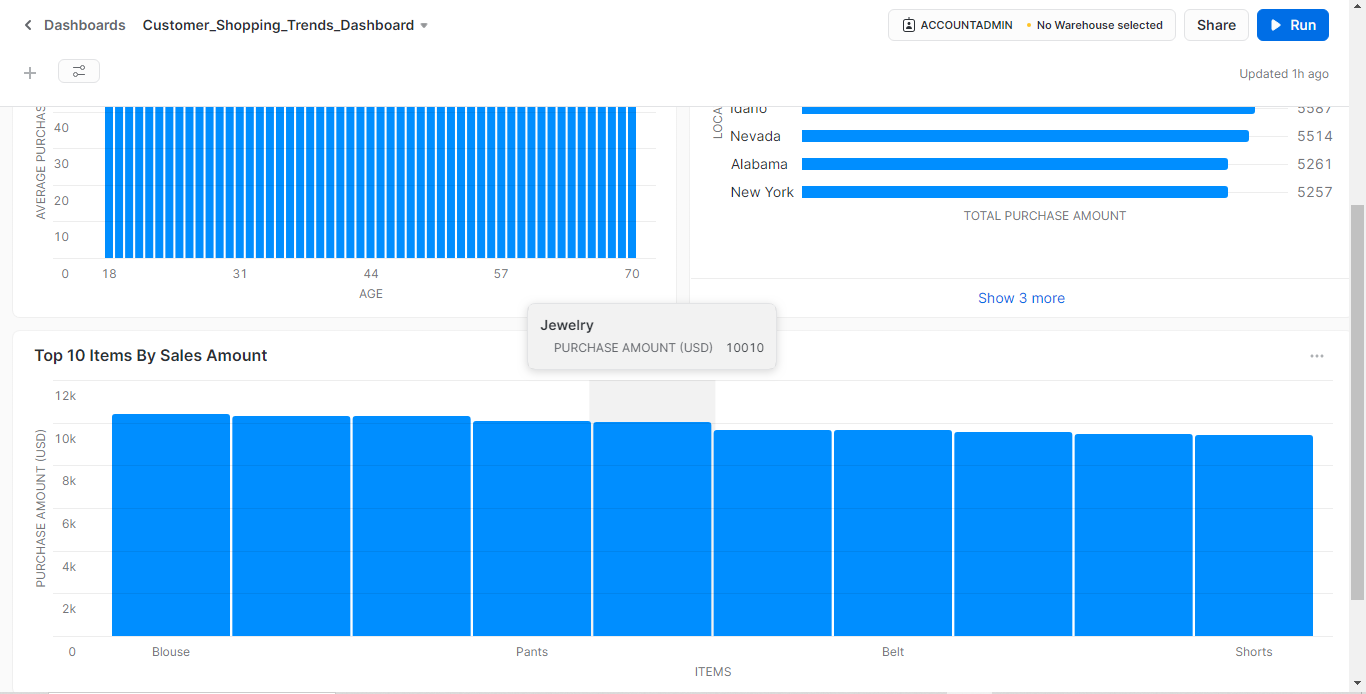 Dashboards Customer_Shopping_Trends_Dashboard
ACCOUNTADMIN No Warehouse selected Share Run
Updated 1h ago
AVERAGE PURCHAS
40
30
20
10
0
18 31 44 57 70
AGE
LOCA
Idaho 5587
Nevada 5514
Alabama 5261
New York 5257
TOTAL PURCHASE AMOUNT
Show 3 more
Jewelry
PURCHASE AMOUNT (USD) 10010
Top 10 Items By Sales Amount
PURCHASE AMOUNT (USD)
12k
10k
8k
6k
4k
2k
0
Blouse Pants Belt Shorts
ITEMS